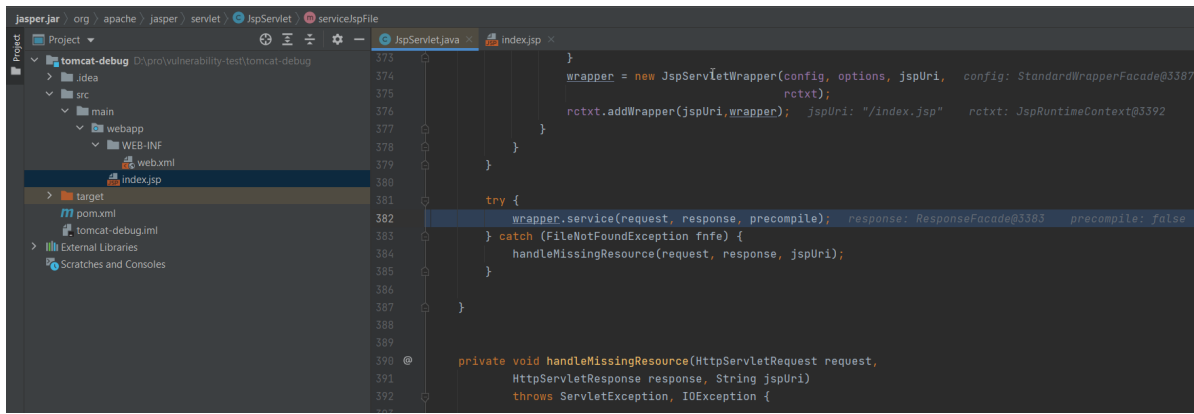 jasper.jar 〉 org 〉 apache 〉 jasper 〉 servlet 〉 JspServlet 〉 serviceJspFile
Project
Project
JspServlet.java × index.jsp ×
tomcat-debug D:\pro\vulnerability-test\tomcat-debug
.idea
src
main
webapp
WEB-INF
web.xml
index.jsp
target
pom.xml
tomcat-debug.iml
External Libraries
Scratches and Consoles
373 }
374 wrapper = new JspServletWrapper(config, options, jspUri, config: StandardWrapperFacade@3387
375 rctxt);
376 rctxt.addWrapper(jspUri,wrapper); jspUri: "/index.jsp" rctxt: JspRuntimeContext@3392
377 }
378 }
379 }
380
381 try {
382 wrapper.service(request, response, precompile); response: ResponseFacade@3383 precompile: false
383 } catch (FileNotFoundException fnfe) {
384 handleMissingResource(request, response, jspUri);
385 }
386
387 }
388
389
390 @ private void handleMissingResource(HttpServletRequest request,
391 HttpServletResponse response, String jspUri)
392 throws ServletException, IOException {